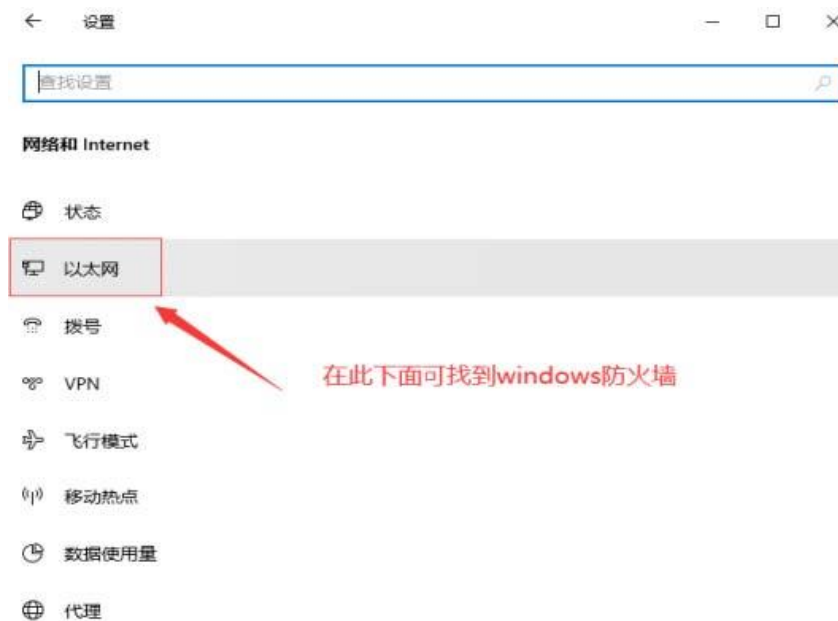 设置
查找设置
网络和 Internet
状态
以太网
拨号
在此下面可找到windows防火墙
VPN
飞行模式
移动热点
数据使用量
代理